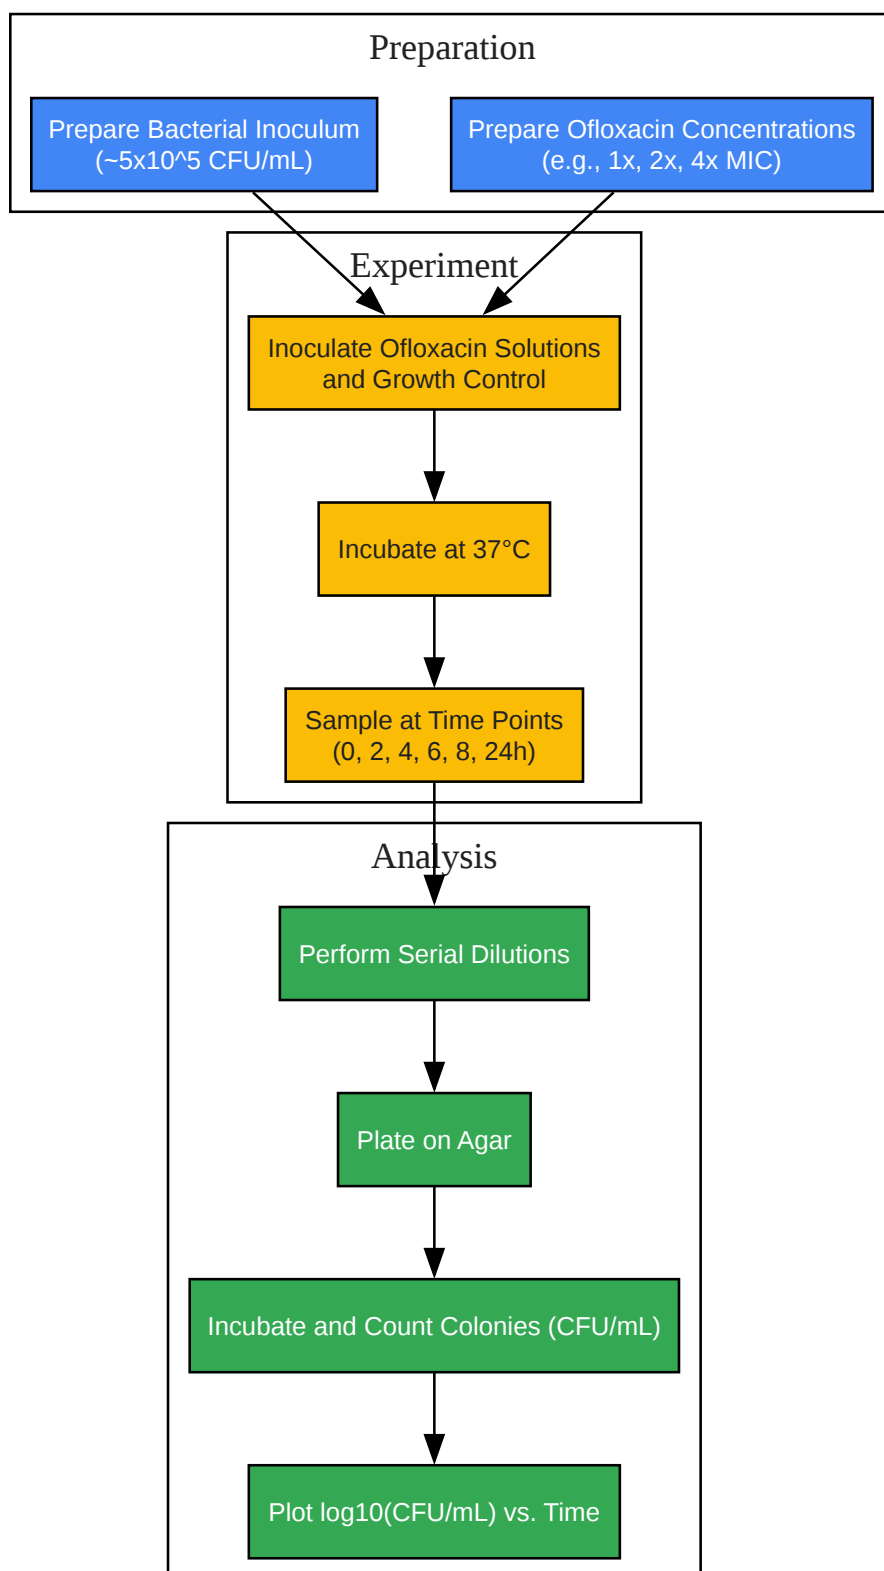 Preparation
Prepare Bacterial Inoculum
(~5x10^5 CFU/mL)
Prepare Ofloxacin Concentrations
(e.g., 1x, 2x, 4x MIC)
Experiment
Inoculate Ofloxacin Solutions
and Growth Control
Incubate at 37°C
Sample at Time Points
(0, 2, 4, 6, 8, 24h)
Analysis
Perform Serial Dilutions
Plate on Agar
Incubate and Count Colonies (CFU/mL)
Plot log10(CFU/mL) vs. Time